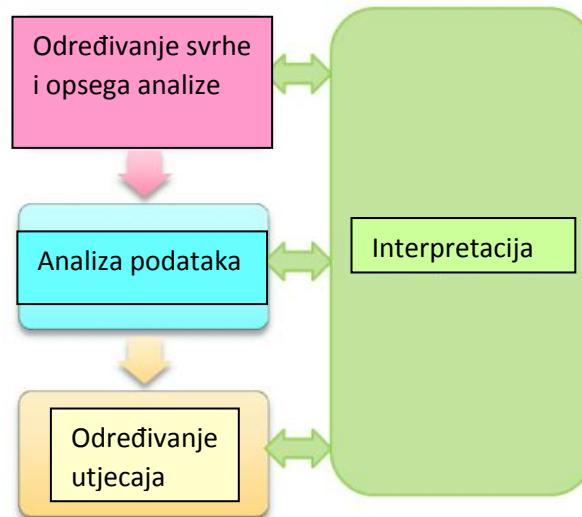 Određivanje svrhe
i opsega analize
Analiza podataka
Interpretacija
Određivanje
utjecaja